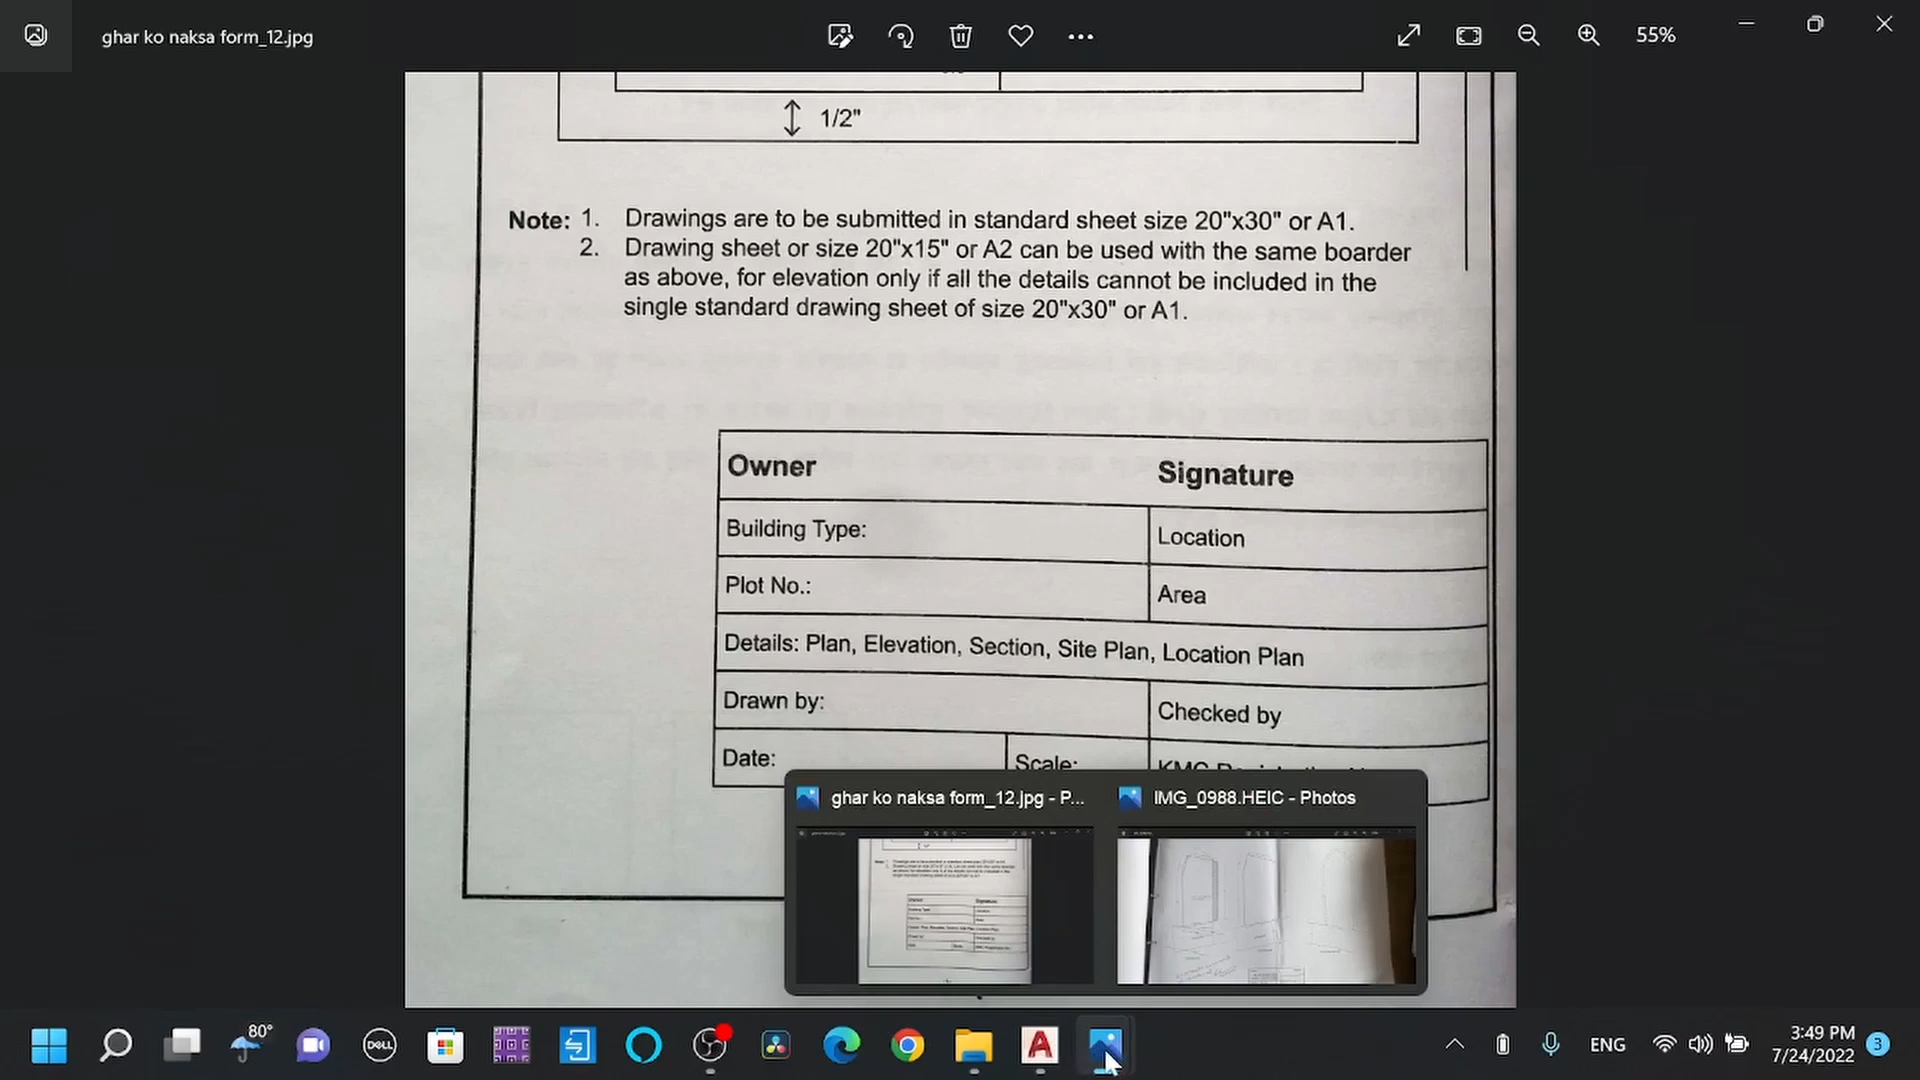 ghar ko naksa form_12.jpg
55%
1/2"
Note: 1. Drawings are to be submitted in standard sheet size 20"x30" or A1.
2. Drawing sheet or size 20"x15" or A2 can be used with the same boarder
as above, for elevation only if all the details cannot be included in the
single standard drawing sheet of size 20"x30" or A1.
Owner Signature
Building Type: Location
Plot No.: Area
Details: Plan, Elevation, Section, Site Plan, Location Plan
Drawn by: Checked by
Date: Scale: KMC
ghar ko naksa form_12.jpg - P...
IMG_0988.HEIC - Photos
80°
DELL
ENG
3:49 PM
7/24/2022
3